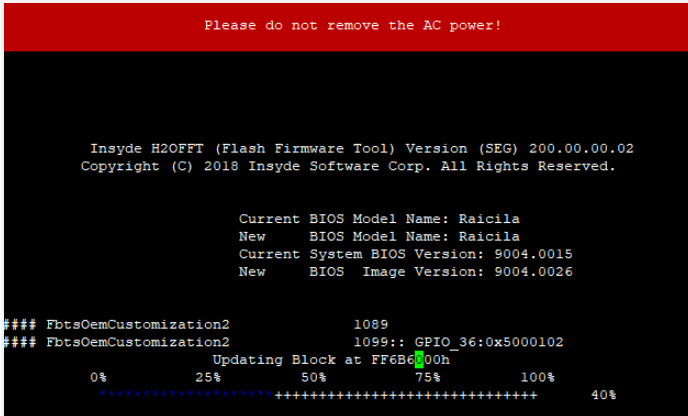 Please do not remove the AC power!
Insyde H2OFFT (Flash Firmware Tool) Version (SEG) 200.00.00.02
Copyright (C) 2018 Insyde Software Corp. All Rights Reserved.
Current BIOS Model Name: Raicila
New BIOS Model Name: Raicila
Current System BIOS Version: 9004.0015
New BIOS Image Version: 9004.0026
#### FbtsOemCustomization2 1089
#### FbtsOemCustomization2 1099:: GPIO_36:0x5000102
Updating Block at FF6B6000h
0% 25% 50% 75% 100%
********************++++++++++++++++++++++++++++++ 40%